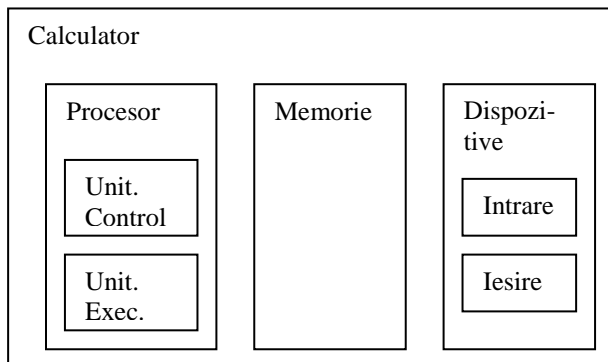 Calculator
Procesor
Unit.
Control
Unit.
Exec.
Memorie
Dispozi-
tive
Intrare
Iesire